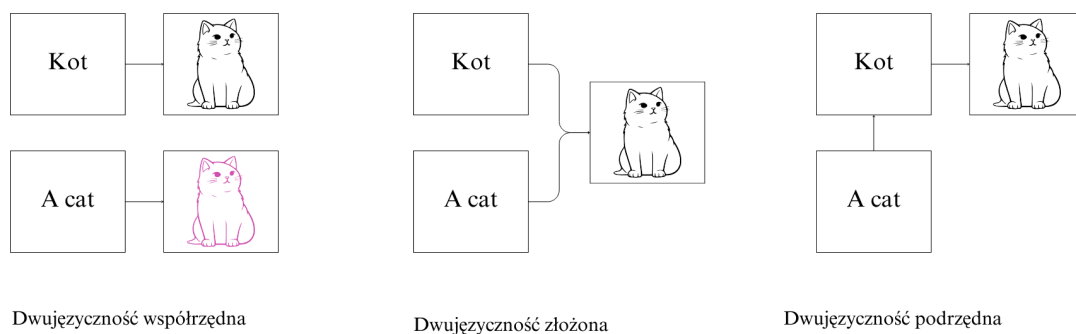 Kot
A cat
Dwujęzyczność współrzędna
Kot
A cat
Dwujęzyczność złożona
Kot
A cat
Dwujęzyczność podrzędna